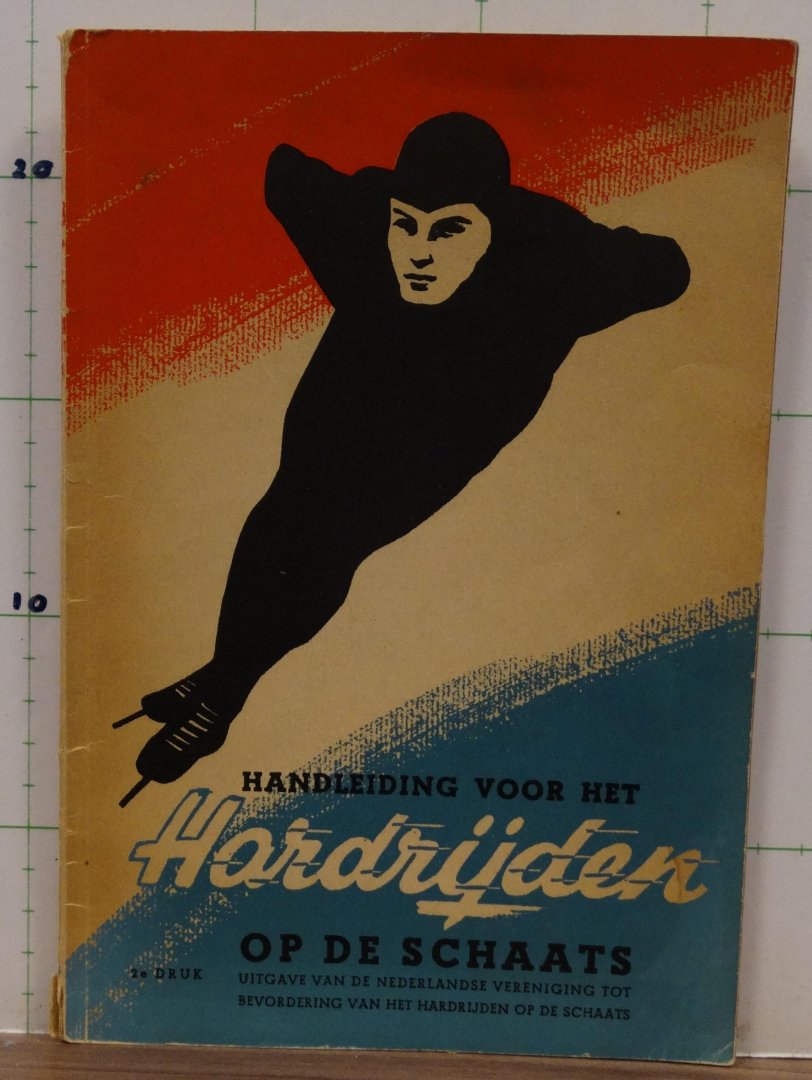 20
10
HANDLEIDING VOOR HET
Hardrijden
OP DE SCHAATS
2e DRUK
UITGAVE VAN DE NEDERLANDSE VERENIGING TOT
BEVORDERING VAN HET HARDRIJDEN OP DE SCHAATS